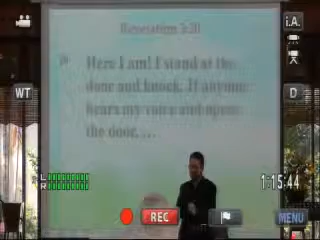 i.A.
Revelation 3:20
Here I am! I stand at the
door and knock. If anyone
hears my voice and opens
the door, ...
WT
D
L
R
1:15:44
REC
MENU